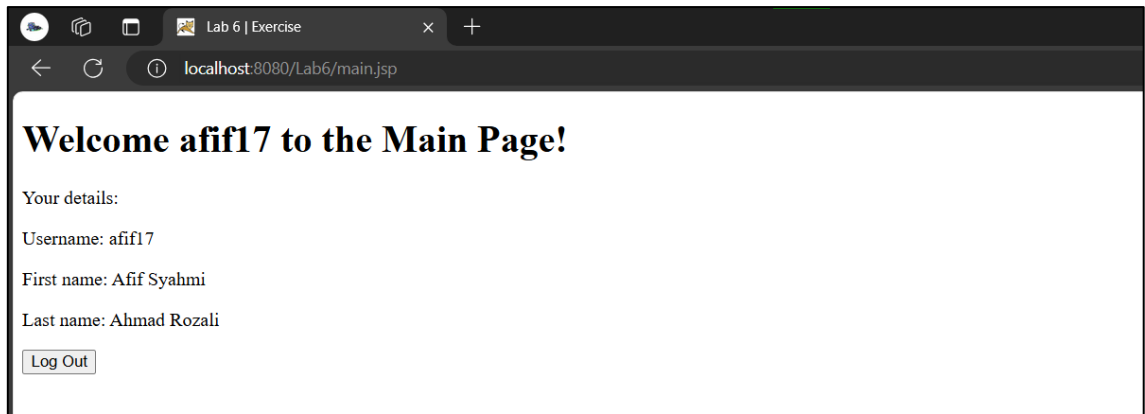 Lab 6 | Exercise
localhost:8080/Lab6/main.jsp
Welcome afif17 to the Main Page!
Your details:
Username: afif17
First name: Afif Syahmi
Last name: Ahmad Rozali
Log Out